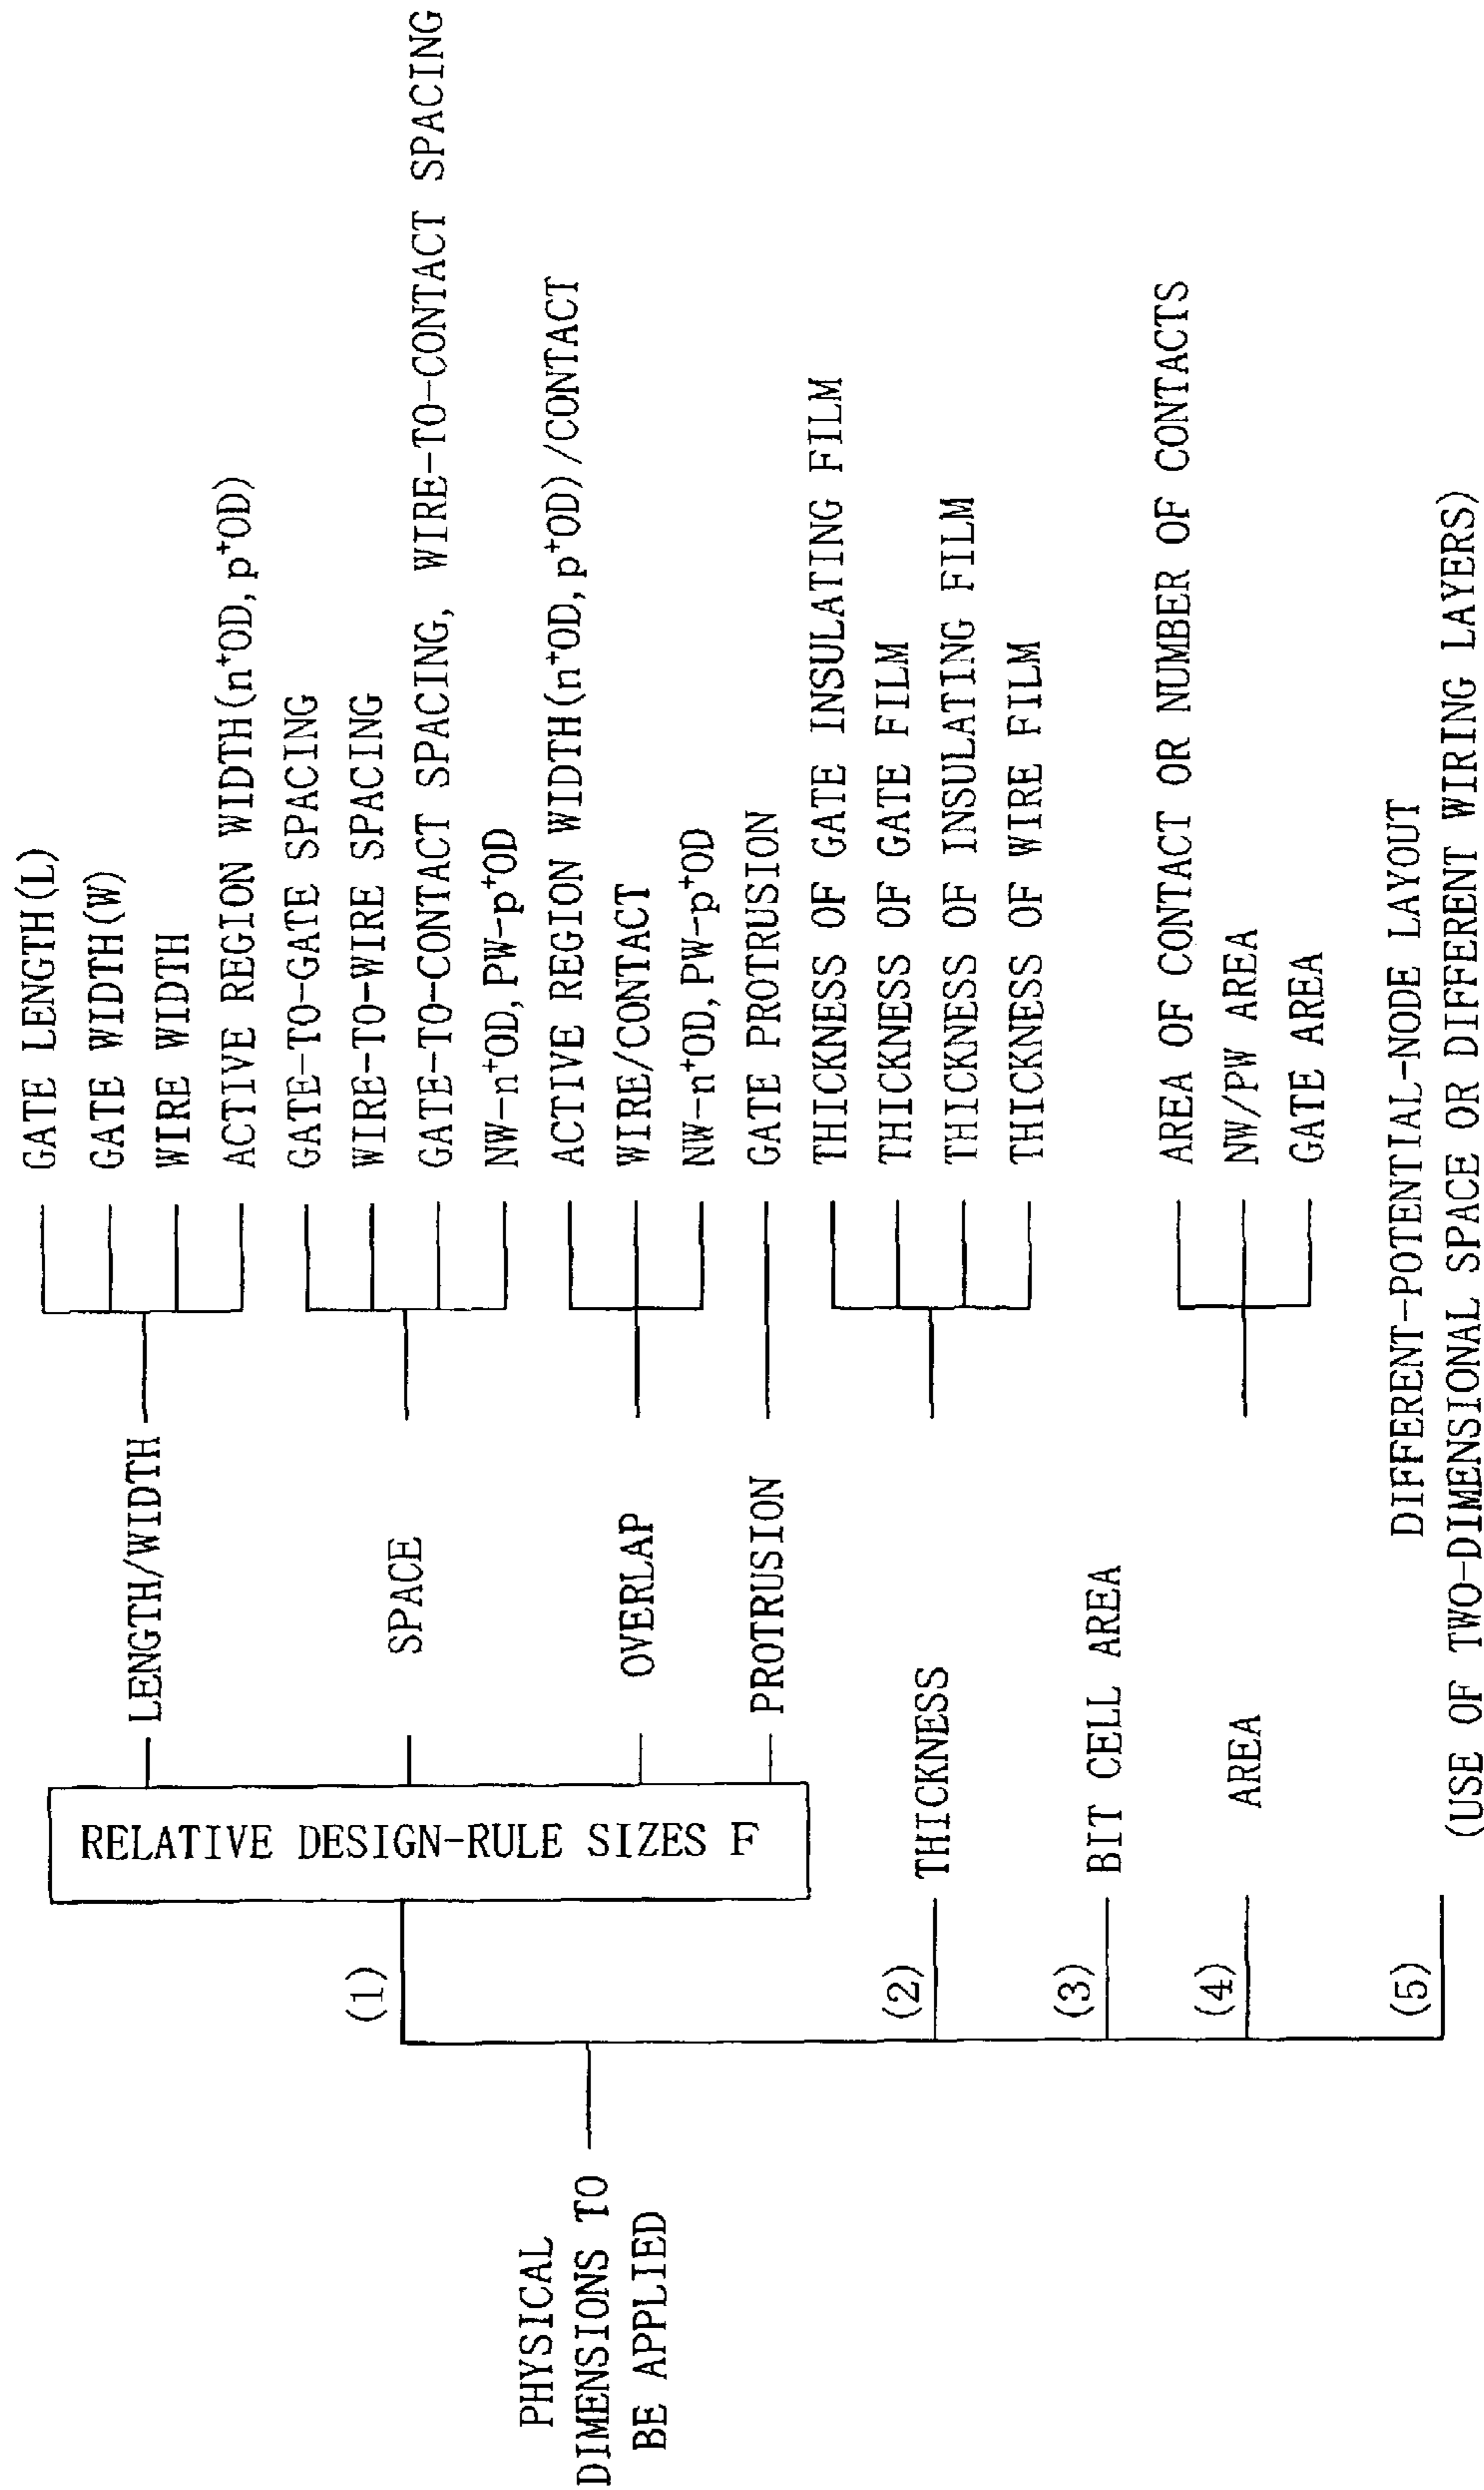 PHYSICAL
DIMENSIONS TO
BE APPLIED
(1)
RELATIVE DESIGN-RULE SIZES F
LENGTH/WIDTH
GATE LENGTH(L)
GATE WIDTH(W)
WIRE WIDTH
ACTIVE REGION WIDTH(n⁺OD, p⁺OD)
SPACE
GATE-TO-GATE SPACING
WIRE-TO-WIRE SPACING
GATE-TO-CONTACT SPACING, WIRE-TO-CONTACT SPACING
NW-n⁺OD, PW-p⁺OD
OVERLAP
ACTIVE REGION WIDTH(n⁺OD, p⁺OD)/CONTACT
WIRE/CONTACT
NW-n⁺OD, PW-p⁺OD
PROTRUSION
GATE PROTRUSION
(2)
THICKNESS
THICKNESS OF GATE INSULATING FILM
THICKNESS OF GATE FILM
THICKNESS OF INSULATING FILM
THICKNESS OF WIRE FILM
(3)
BIT CELL AREA
(4)
AREA
AREA OF CONTACT OR NUMBER OF CONTACTS
NW/PW AREA
GATE AREA
(5)
DIFFERENT-POTENTIAL-NODE LAYOUT
(USE OF TWO-DIMENSIONAL SPACE OR DIFFERENT WIRING LAYERS)